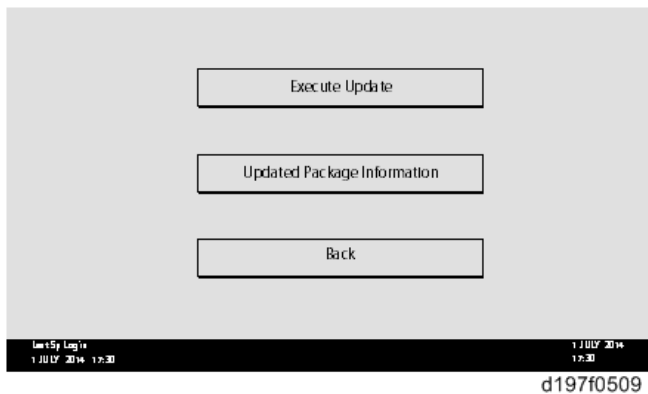 Execute Update
Updated Package Information
Back
Last Sp Login
1 JULY 2014 17:30
1 JULY 2014
17:30
d197f0509